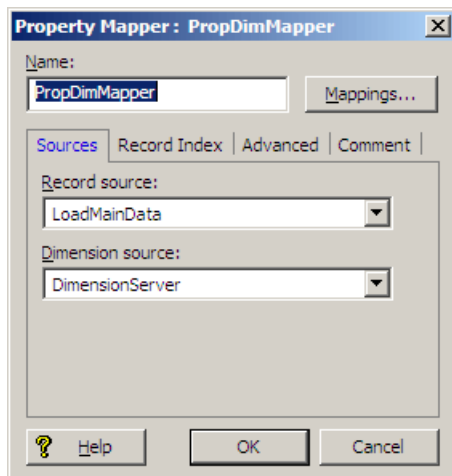 Property Mapper : PropDimMapper
Name:
PropDimMapper
Mappings...
Sources Record Index Advanced Comment
Record source:
LoadMainData
Dimension source:
DimensionServer
? Help OK Cancel